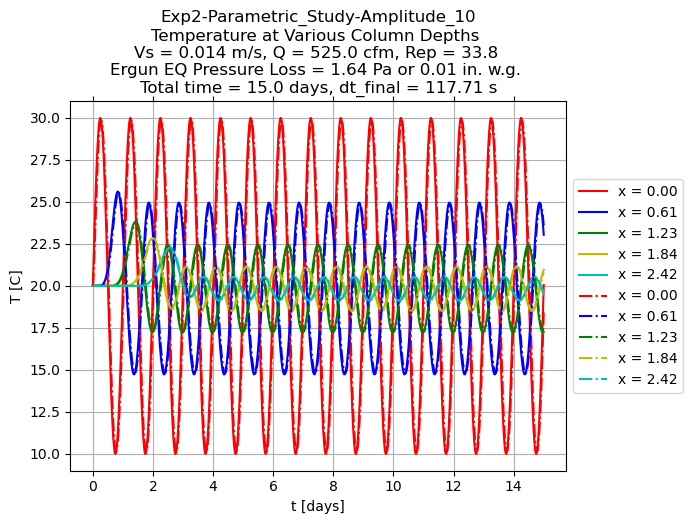 Exp2-Parametric_Study-Amplitude_10
Temperature at Various Column Depths
Vs = 0.014 m/s, Q = 525.0 cfm, Rep = 33.8
Ergun EQ Pressure Loss = 1.64 Pa or 0.01 in. w.g.
Total time = 15.0 days, dt_final = 117.71 s
30.0
27.5
25.0
22.5
20.0
17.5
15.0
12.5
10.0
T [C]
0 2 4 6 8 10 12 14
t [days]
x = 0.00
x = 0.61
x = 1.23
x = 1.84
x = 2.42
x = 0.00
x = 0.61
x = 1.23
x = 1.84
x = 2.42